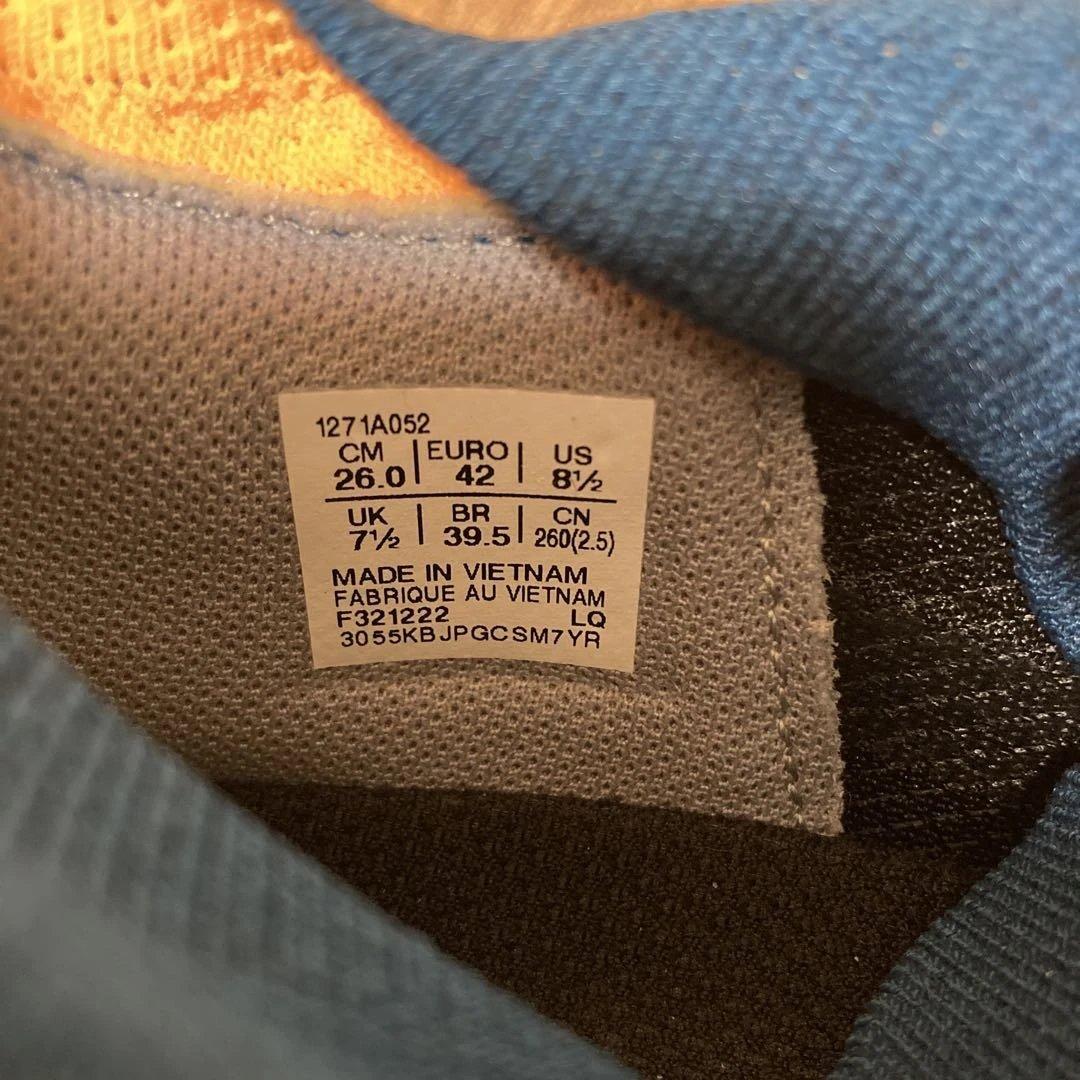 1271A052
CM | EURO | US
26.0 | 42 | 8½
UK | BR | CN
7½ | 39.5 | 260(2.5)
MADE IN VIETNAM
FABRIQUE AU VIETNAM
F321222 LQ
3055KBJPGCSM7YR